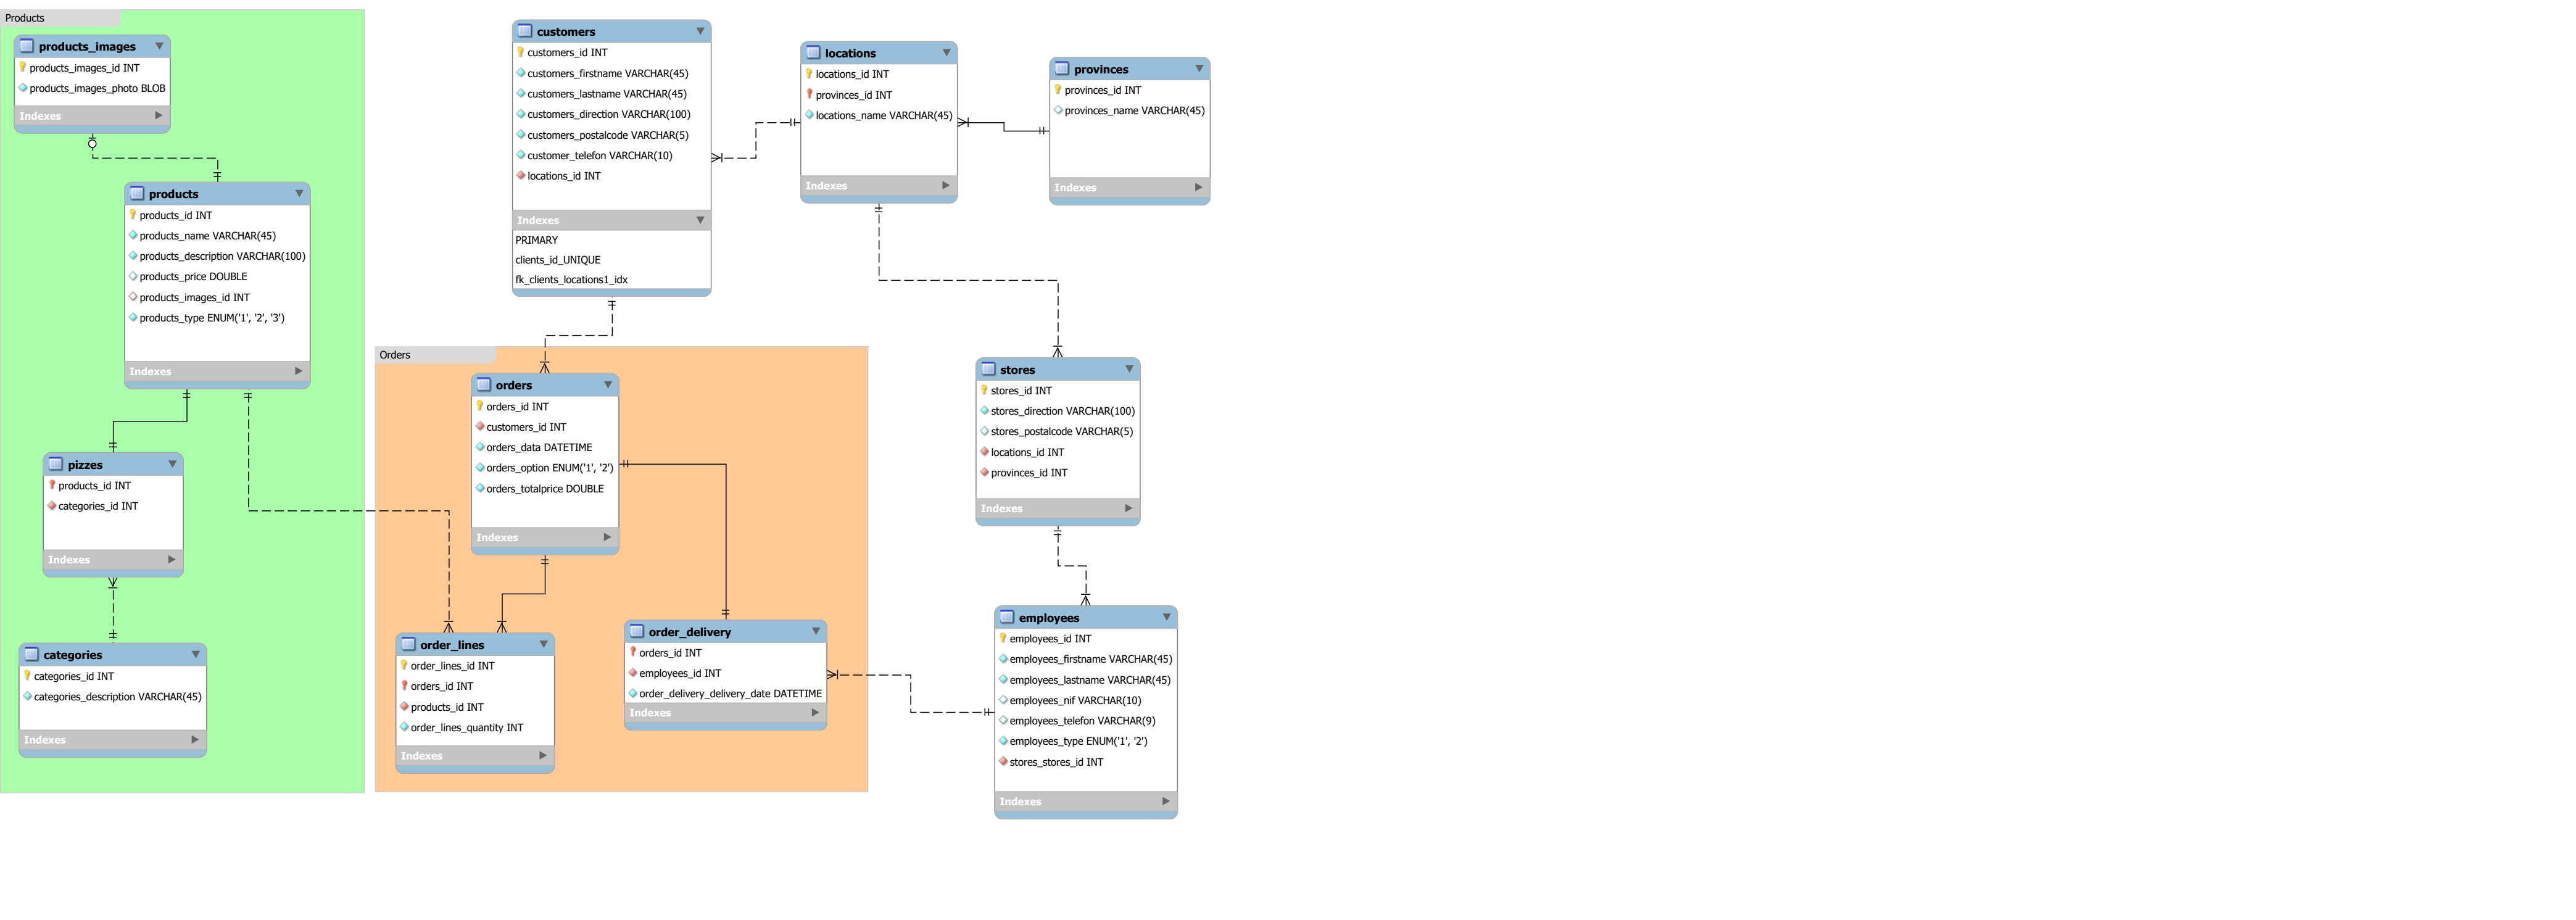 Products
products_images
products_images_id INT
products_images_photo BLOB
Indexes
products
products_id INT
products_name VARCHAR(45)
products_description VARCHAR(100)
products_price DOUBLE
products_images_id INT
products_type ENUM('1', '2', '3')
Indexes
pizzes
products_id INT
categories_id INT
Indexes
categories
categories_id INT
categories_description VARCHAR(45)
Indexes
customers
customers_id INT
customers_firstname VARCHAR(45)
customers_lastname VARCHAR(45)
customers_direction VARCHAR(100)
customers_postalcode VARCHAR(5)
customer_telefon VARCHAR(10)
locations_id INT
Indexes
PRIMARY
clients_id_UNIQUE
fk_clients_locations1_idx
locations
locations_id INT
provinces_id INT
locations_name VARCHAR(45)
Indexes
provinces
provinces_id INT
provinces_name VARCHAR(45)
Indexes
Orders
orders
orders_id INT
customers_id INT
orders_data DATETIME
orders_option ENUM('1', '2')
orders_totalprice DOUBLE
Indexes
order_lines
order_lines_id INT
orders_id INT
products_id INT
order_lines_quantity INT
Indexes
order_delivery
orders_id INT
employees_id INT
order_delivery_delivery_date DATETIME
Indexes
stores
stores_id INT
stores_direction VARCHAR(100)
stores_postalcode VARCHAR(5)
locations_id INT
provinces_id INT
Indexes
employees
employees_id INT
employees_firstname VARCHAR(45)
employees_lastname VARCHAR(45)
employees_nif VARCHAR(10)
employees_telefon VARCHAR(9)
employees_type ENUM('1', '2')
stores_stores_id INT
Indexes